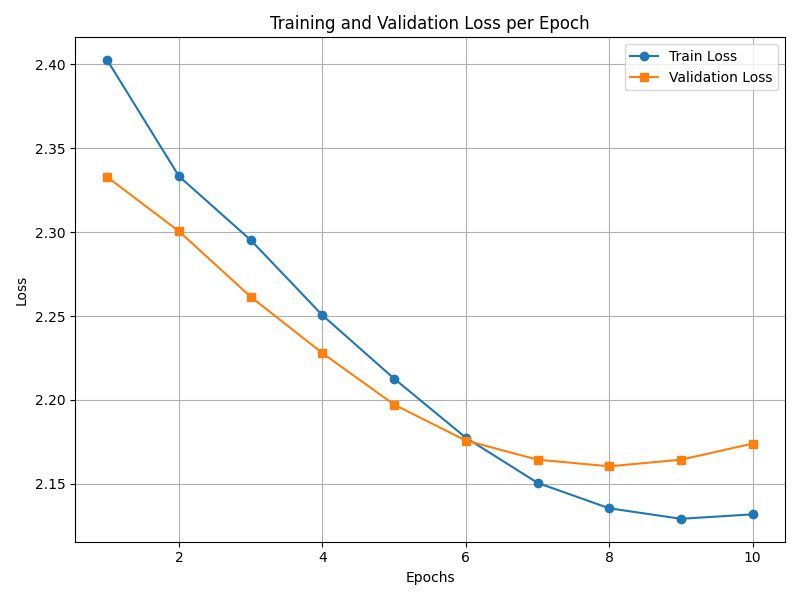 Training and Validation Loss per Epoch
Train Loss
Validation Loss
2.40
2.35
2.30
2.25
2.20
2.15
Loss
2 4 6 8 10
Epochs